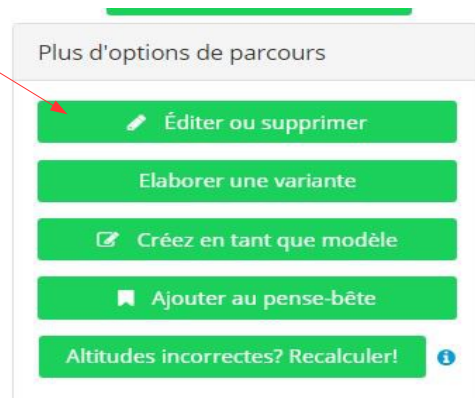 Plus d'options de parcours
Éditer ou supprimer
Elaborer une variante
Créez en tant que modèle
Ajouter au pense-bête
Altitudes incorrectes? Recalculer!